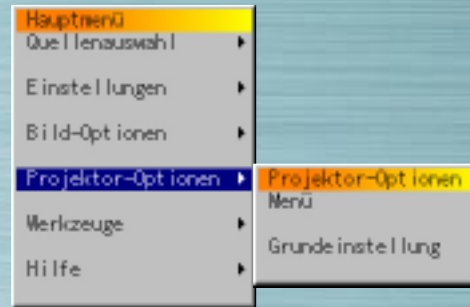 Hauptmenü
Quellenauswahl
Einstellungen
Bild-Optionen
Projektor-Optionen
Werkzeuge
Hilfe
Projektor-Optionen
Menü
Grundeinstellung